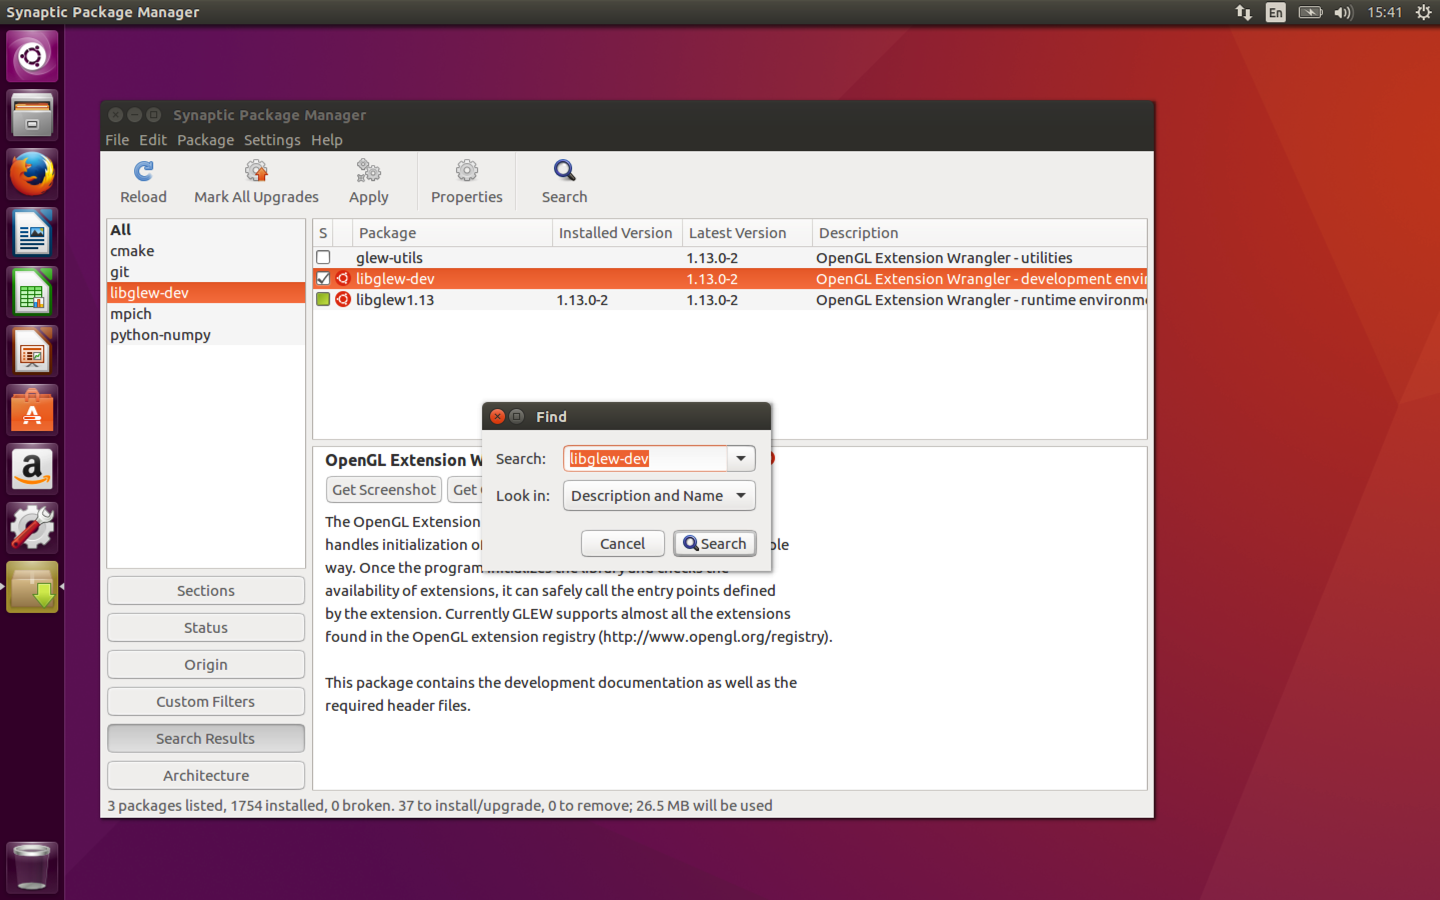 Synaptic Package Manager
En
15:41
Synaptic Package Manager
File Edit Package Settings Help
Reload Mark All Upgrades Apply Properties Search
All
cmake
git
libglew-dev
mpich
python-numpy
S Package Installed Version Latest Version Description
glew-utils 1.13.0-2 OpenGL Extension Wrangler - utilities
libglew-dev 1.13.0-2 OpenGL Extension Wrangler - development envi
libglew1.13 1.13.0-2 1.13.0-2 OpenGL Extension Wrangler - runtime environm
Find
Search: libglew-dev
Look in: Description and Name
Cancel Search
OpenGL Extension W
Get Screenshot Get
The OpenGL Extension
handles initialization
way. Once the program initializes the library and checks the
availability of extensions, it can safely call the entry points defined
by the extension. Currently GLEW supports almost all the extensions
found in the OpenGL extension registry (http://www.opengl.org/registry).
This package contains the development documentation as well as the
required header files.
Sections
Status
Origin
Custom Filters
Search Results
Architecture
3 packages listed, 1754 installed, 0 broken. 37 to install/upgrade, 0 to remove; 26.5 MB will be used